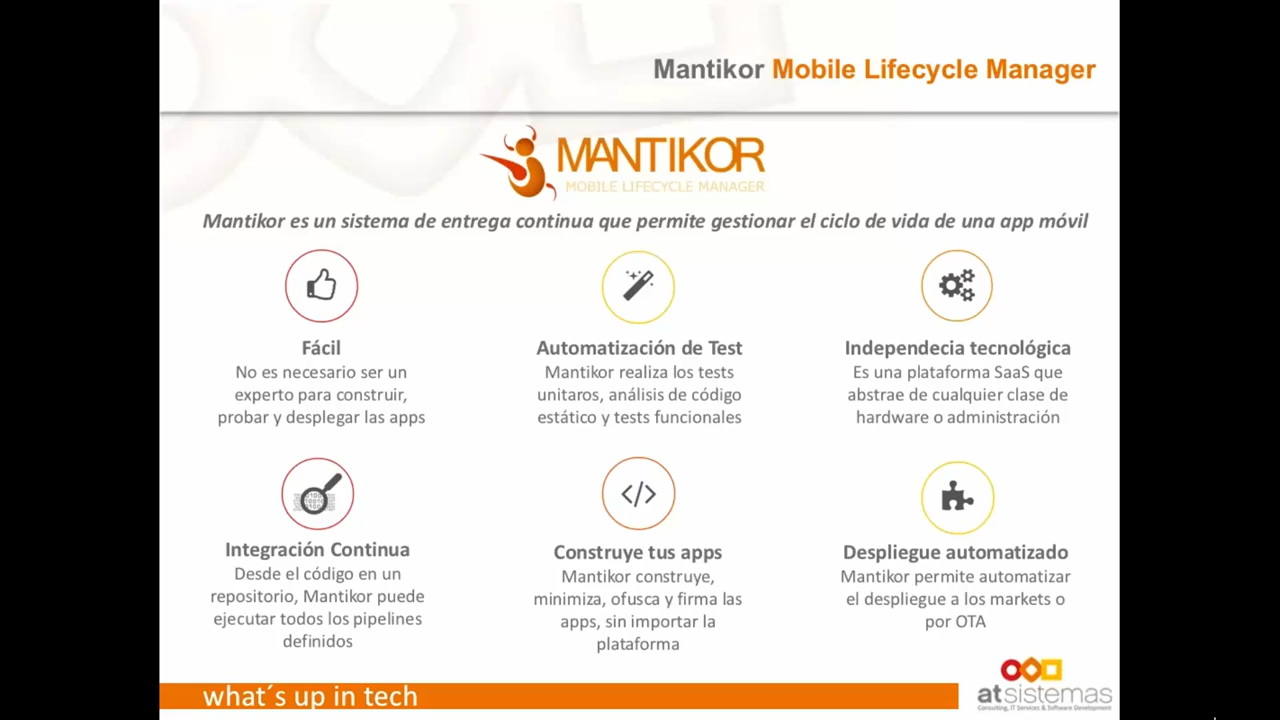 Mantikor Mobile Lifecycle Manager
MANTIKOR
MOBILE LIFECYCLE MANAGER
Mantikor es un sistema de entrega continua que permite gestionar el ciclo de vida de una app móvil
Fácil
No es necesario ser un
experto para construir,
probar y desplegar las apps
Automatización de Test
Mantikor realiza los tests
unitaros, análisis de código
estático y tests funcionales
Independecia tecnológica
Es una plataforma SaaS que
abstrae de cualquier clase de
hardware o administración
Integración Continua
Desde el código en un
repositorio, Mantikor puede
ejecutar todos los pipelines
definidos
Construye tus apps
Mantikor construye,
minimiza, ofusca y firma las
apps, sin importar la
plataforma
Despliegue automatizado
Mantikor permite automatizar
el despliegue a los markets o
por OTA
what´s up in tech
atsistemas
Consulting, IT Services & Software Development